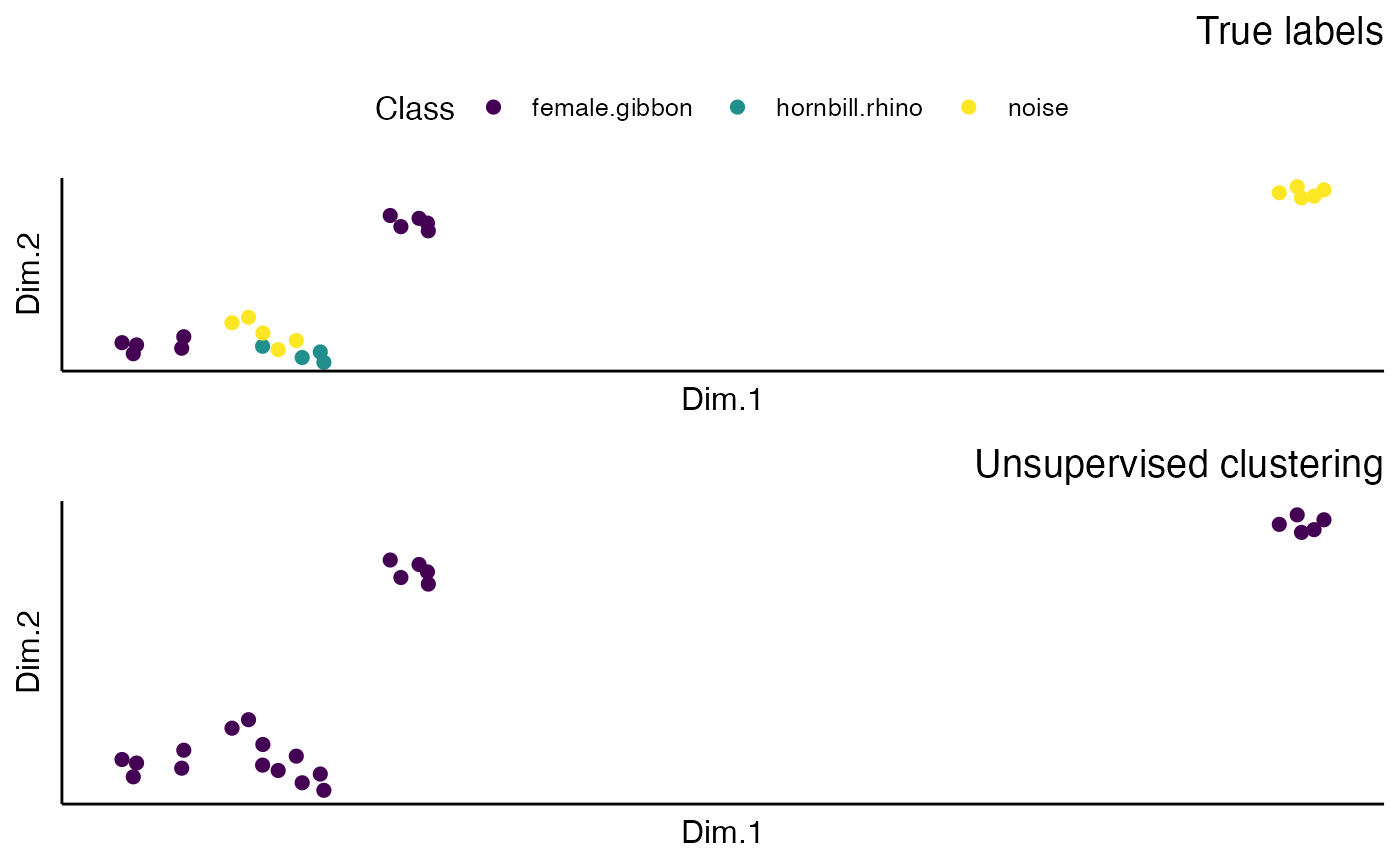 True labels
Class female.gibbon hornbill.rhino noise
Dim.2
Dim.1
Unsupervised clustering
Dim.2
Dim.1